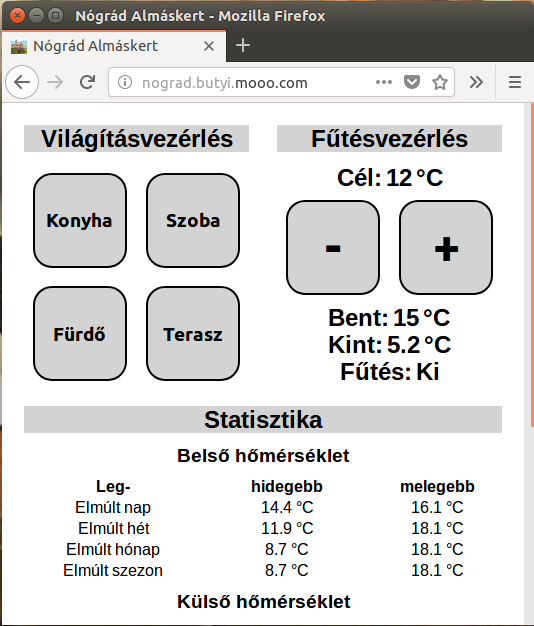 Nógrád Almáskert - Mozilla Firefox
Nógrád Almáskert
nograd.butyi.mooo.com
Világításvezérlés
Konyha
Szoba
Fürdő
Terasz
Fűtésvezérlés
Cél: 12 °C
- +
Bent: 15 °C
Kint: 5.2 °C
Fűtés: Ki
Statisztika
Belső hőmérséklet
Leg- hidegebb melegebb
Elmúlt nap 14.4 °C 16.1 °C
Elmúlt hét 11.9 °C 18.1 °C
Elmúlt hónap 8.7 °C 18.1 °C
Elmúlt szezon 8.7 °C 18.1 °C
Külső hőmérséklet